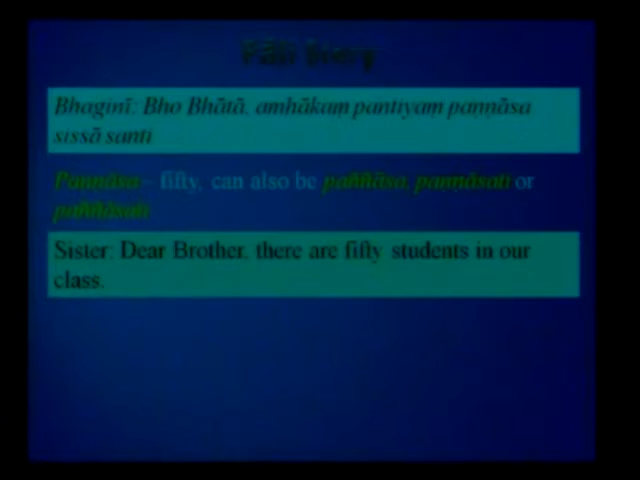 Pāli Story
Bhaginī: Bho Bhātā, amhākaṃ pantiyaṃ paṇṇāsa
sissā santi
Paṇṇāsa – fifty, can also be paññāsa, paṇṇāsati or
paññāsati
Sister: Dear Brother, there are fifty students in our
class.